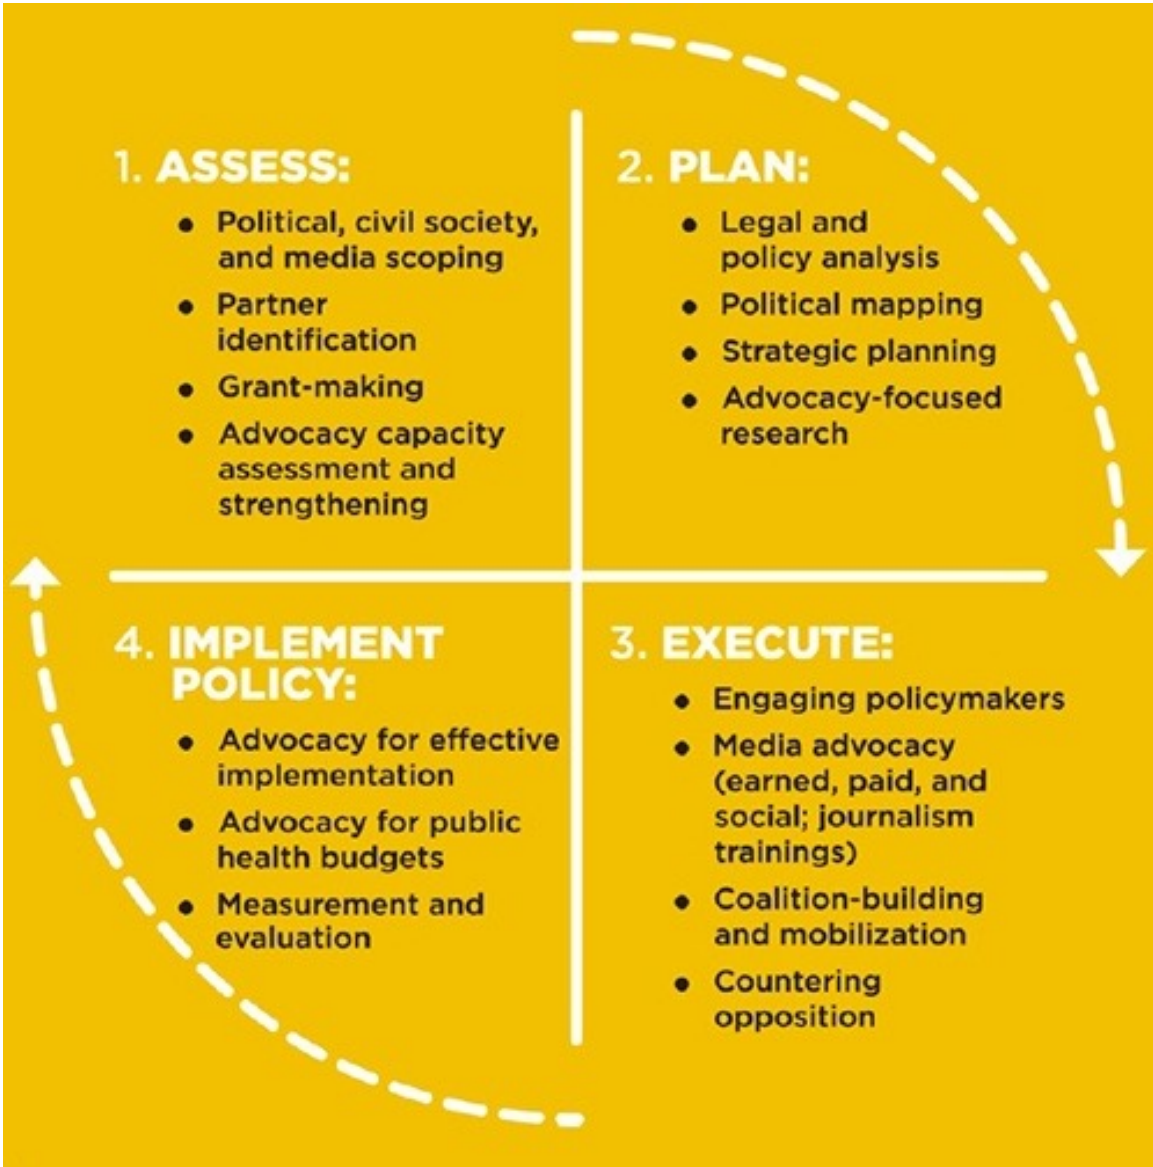 1. ASSESS:
• Political, civil society,
and media scoping
• Partner
identification
• Grant-making
• Advocacy capacity
assessment and
strengthening
2. PLAN:
• Legal and
policy analysis
• Political mapping
• Strategic planning
• Advocacy-focused
research
3. EXECUTE:
• Engaging policymakers
• Media advocacy
(earned, paid, and
social; journalism
trainings)
• Coalition-building
and mobilization
• Countering
opposition
4. IMPLEMENT
POLICY:
• Advocacy for effective
implementation
• Advocacy for public
health budgets
• Measurement and
evaluation